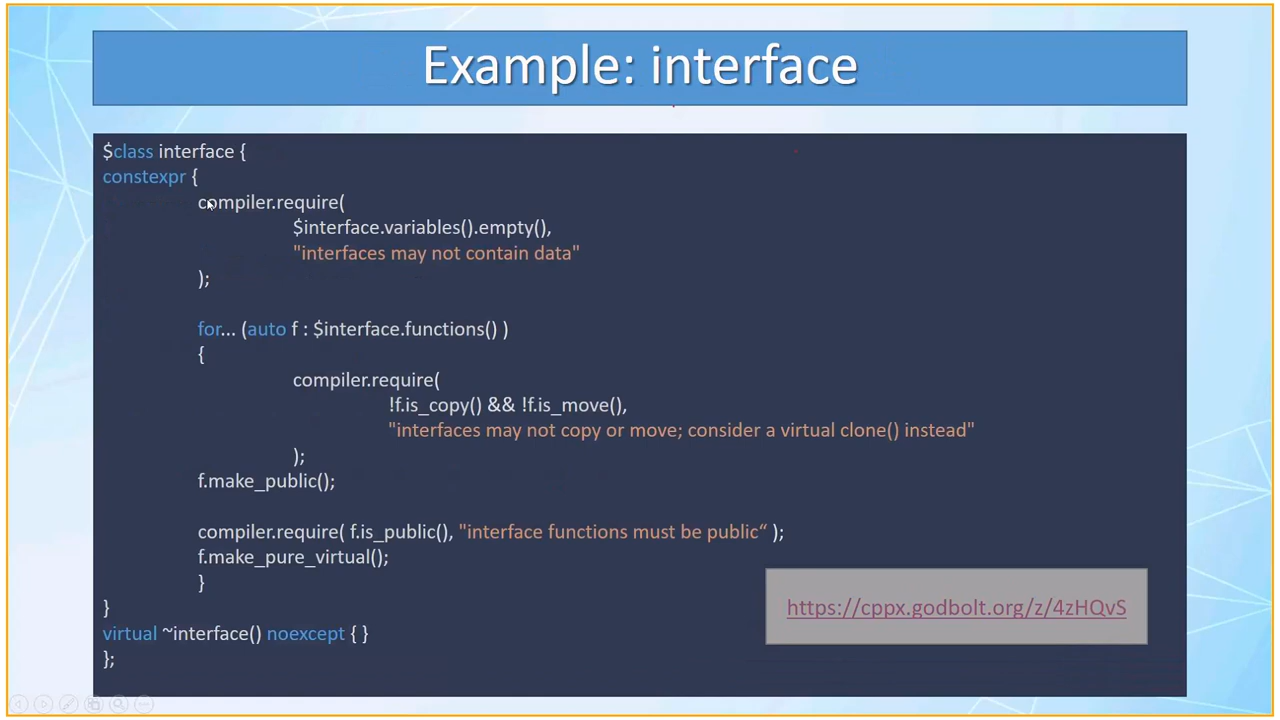 Example: interface
$class interface {
constexpr {
compiler.require(
$interface.variables().empty(),
"interfaces may not contain data"
);
for... (auto f : $interface.functions() )
{
compiler.require(
!f.is_copy() && !f.is_move(),
"interfaces may not copy or move; consider a virtual clone() instead"
);
f.make_public();
compiler.require( f.is_public(), "interface functions must be public“ );
f.make_pure_virtual();
}
}
virtual ~interface() noexcept { }
};
https://cppx.godbolt.org/z/4zHQvS